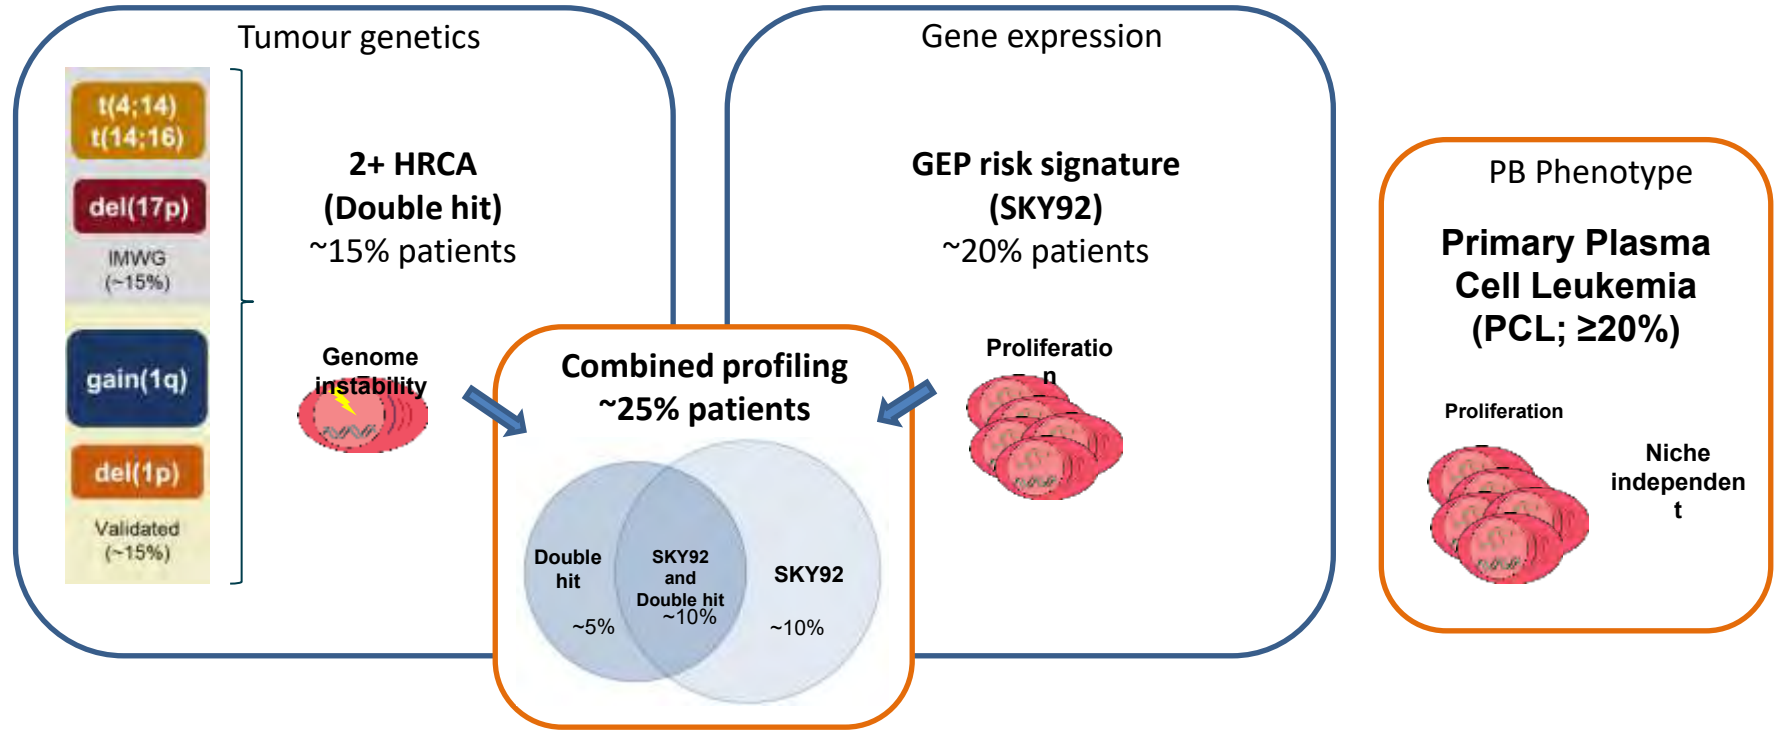 Tumour genetics
t(4;14)
t(14;16)
del(17p)
IMWG
(~15%)
gain(1q)
del(1p)
Validated
(~15%)
2+ HRCA
(Double hit)
~15% patients
Genome
instability
Gene expression
GEP risk signature
(SKY92)
~20% patients
Proliferatio
n
Combined profiling
~25% patients
Double
hit
~5%
SKY92
and
Double hit
~10%
SKY92
~10%
PB Phenotype
Primary Plasma
Cell Leukemia
(PCL; ≥20%)
Proliferation
Niche
independen
t